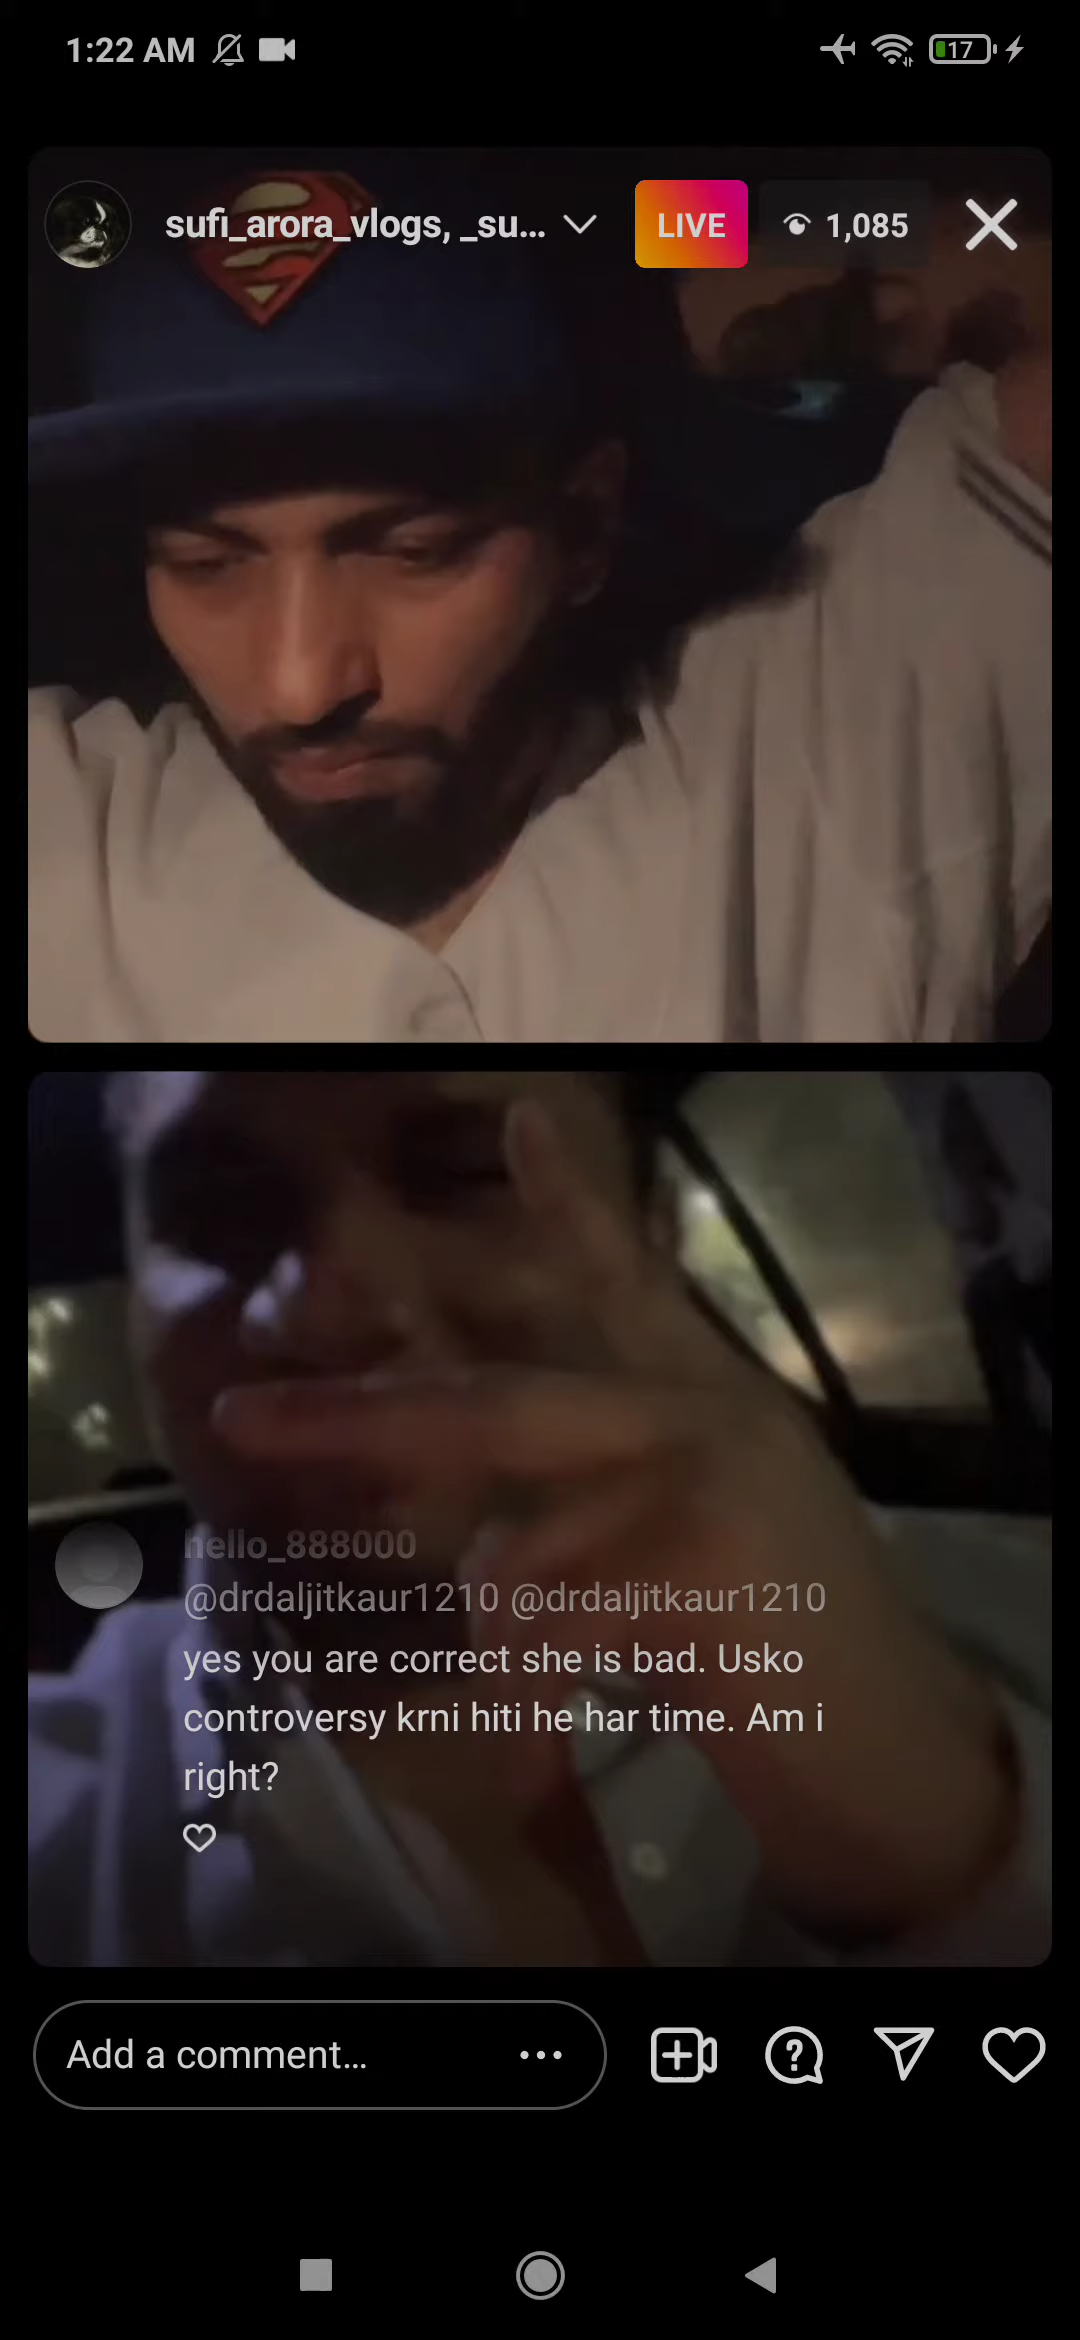 1:22 AM
17
sufi_arora_vlogs, _su...
LIVE
1,085
hello_888000
@drdaljitkaur1210 @drdaljitkaur1210
yes you are correct she is bad. Usko
controversy krni hiti he har time. Am i
right?
Add a comment...